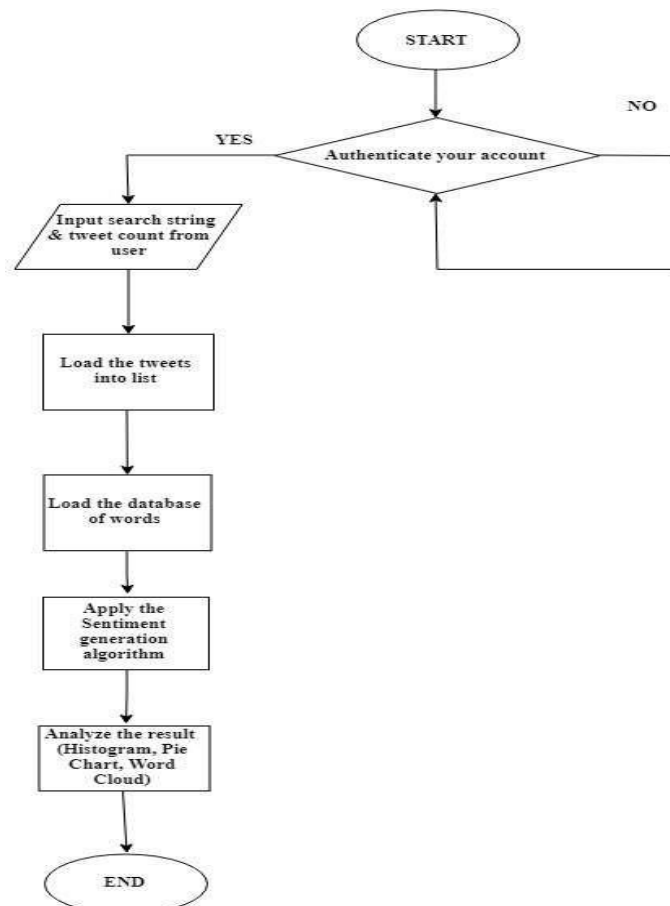 START
NO
YES
Authenticate your account
Input search string
& tweet count from
user
Load the tweets
into list
Load the database
of words
Apply the
Sentiment
generation
algorithm
Analyze the result
(Histogram, Pie
Chart, Word
Cloud)
END